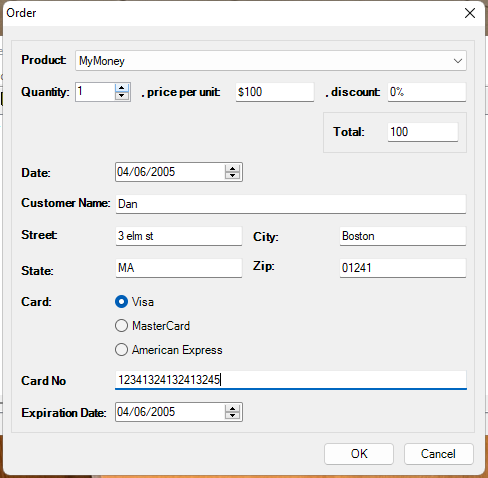 Order
Product: MyMoney
Quantity: 1 , price per unit: $100 , discount: 0%
Total: 100
Date: 04/06/2005
Customer Name: Dan
Street: 3 elm st City: Boston
State: MA Zip: 01241
Card: Visa
MasterCard
American Express
Card No 12341324132413245
Expiration Date: 04/06/2005
OK Cancel